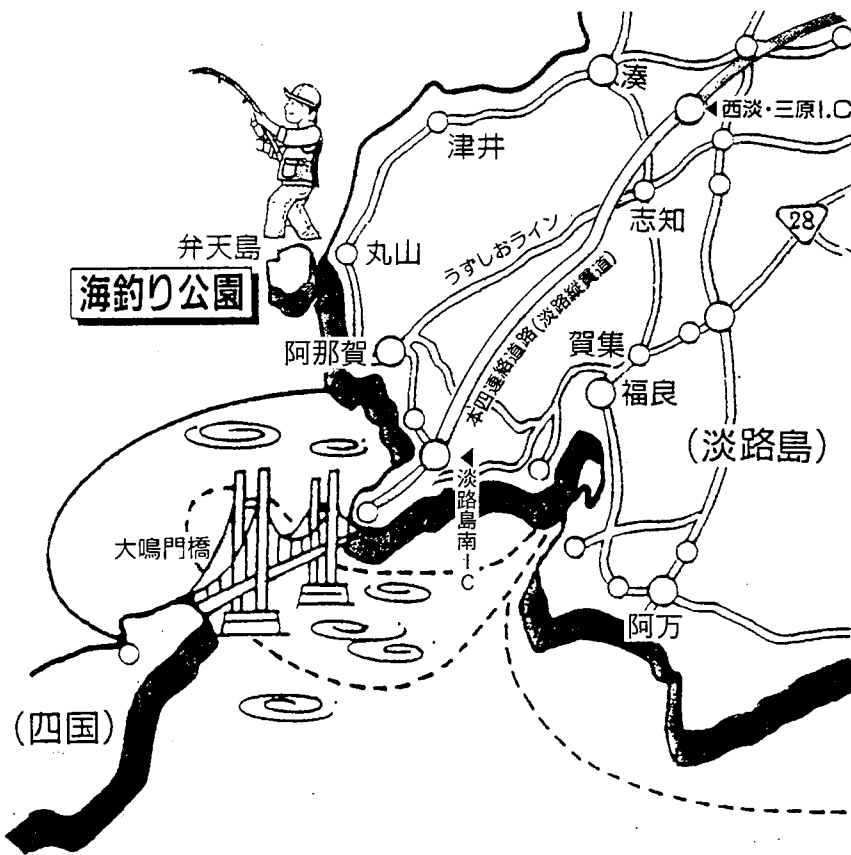 湊
◀西淡・三原I.C
津井
志知
28
弁天島
丸山
うずしおライン
海釣り公園
本四連絡道路(淡路縦貫道)
阿那賀
賀集
福良
(淡路島)
◀淡路島南IC
大鳴門橋
阿万
(四国)